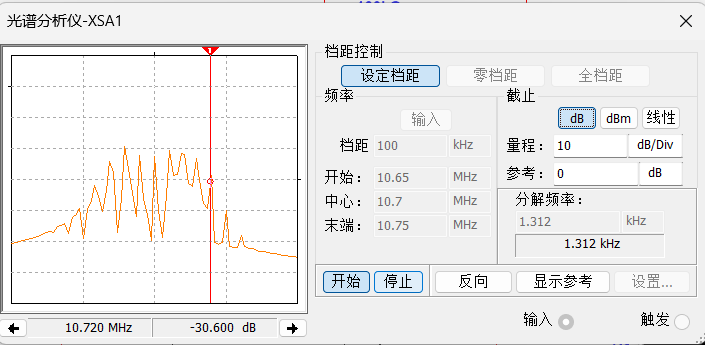 光谱分析仪-XSA1
1
档距控制
设定档距 零档距 全档距
频率
输入
档距 100 kHz
开始： 10.65 MHz
中心： 10.7 MHz
末端： 10.75 MHz
截止
dB dBm 线性
量程： 10 dB/Div
参考： 0 dB
分解频率：
1.312 kHz
1.312 kHz
开始 停止 反向 显示参考 设置...
10.720 MHz -30.600 dB
输入 触发